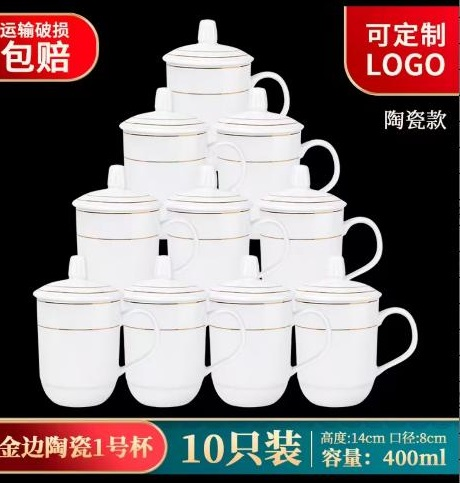 运输破损
包赔
可定制
LOGO
陶瓷款
金边陶瓷1号杯
10只装
高度:14cm 口径:8cm
容量：400ml